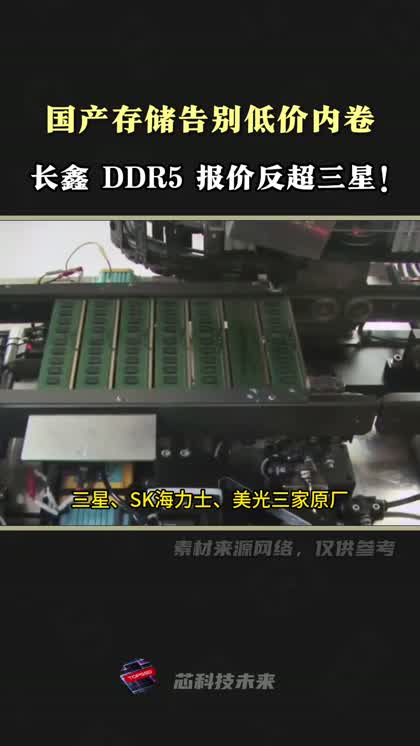 国产存储告别低价内卷
长鑫 DDR5 报价反超三星！
三星、SK海力士、美光三家原厂
素材来源网络，仅供参考
TOPSSD
芯科技未来